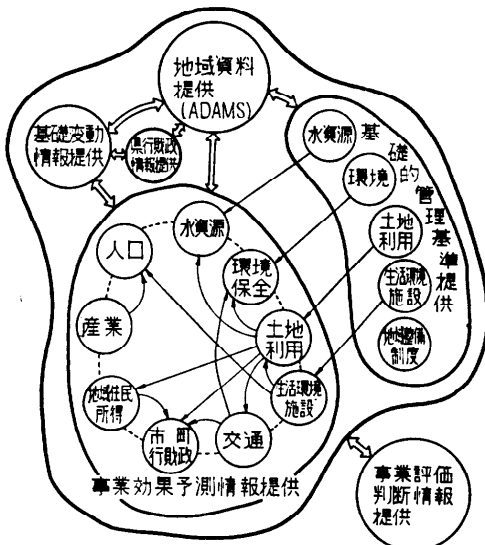 地域資料
提供
(ADAMS)
基礎変動
情報提供
県行財政
情報提供
水資源
環境
土地
利用
生活環境
施設
地域整備
制度
基礎的管理基準提供
水資源
人口
環境
保全
産業
土地
利用
地域住民
所得
生活環境
施設
市町
行財政
交通
事業効果予測情報提供
事業評価
判断情報
提供